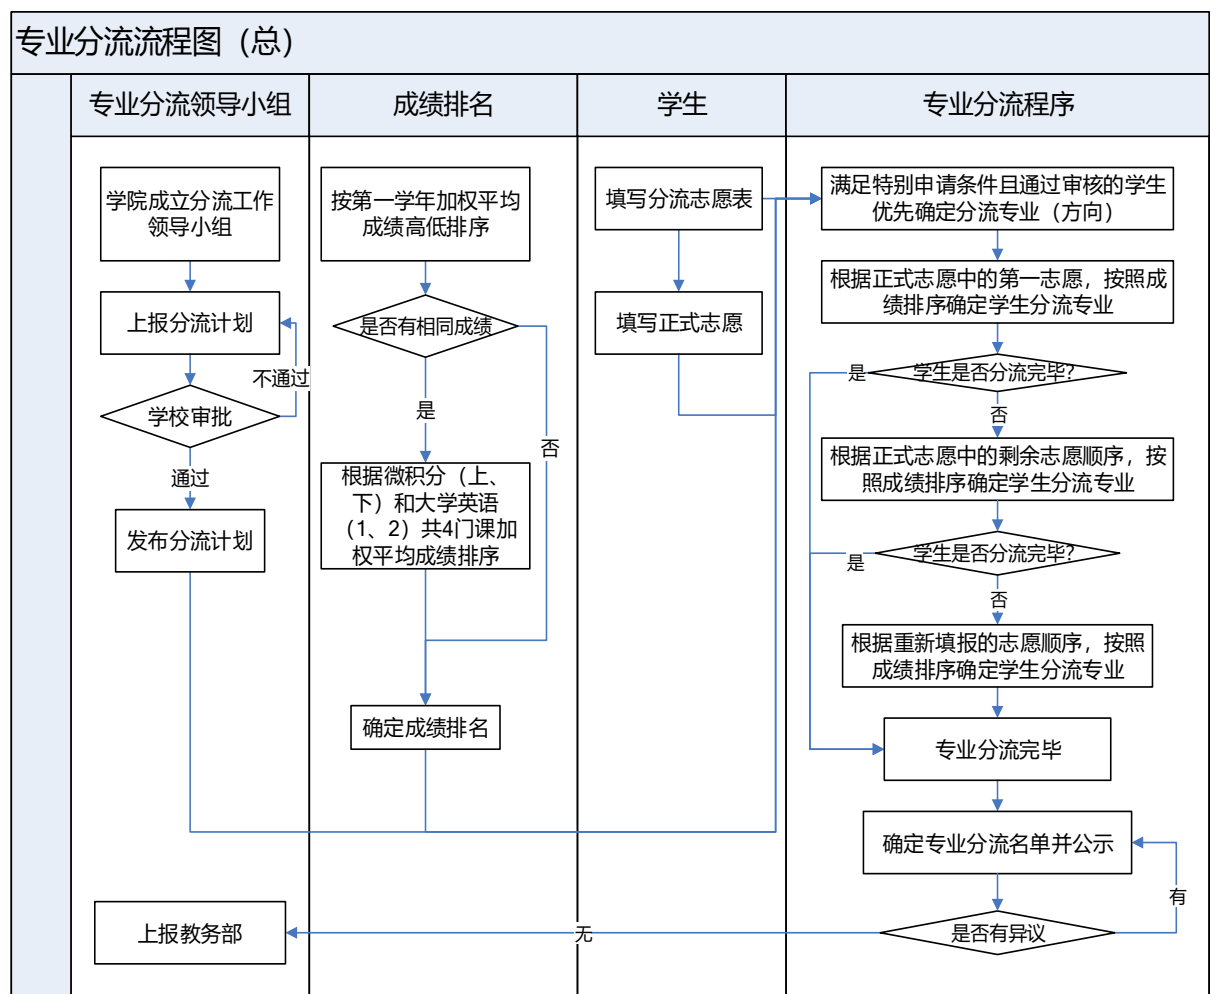 专业分流流程图（总）
专业分流领导小组
成绩排名
学生
专业分流程序
学院成立分流工作
领导小组
上报分流计划
不通过
学校审批
通过
发布分流计划
上报教务部
按第一学年加权平均
成绩高低排序
是否有相同成绩
是
否
根据微积分（上、
下）和大学英语
（1、2）共4门课加
权平均成绩排序
确定成绩排名
填写分流志愿表
填写正式志愿
满足特别申请条件且通过审核的学生
优先确定分流专业（方向）
根据正式志愿中的第一志愿，按照成
绩排序确定学生分流专业
学生是否分流完毕?
是
否
根据正式志愿中的剩余志愿顺序，按
照成绩排序确定学生分流专业
学生是否分流完毕?
是
否
根据重新填报的志愿顺序，按照
成绩排序确定学生分流专业
专业分流完毕
确定专业分流名单并公示
有
是否有异议
无